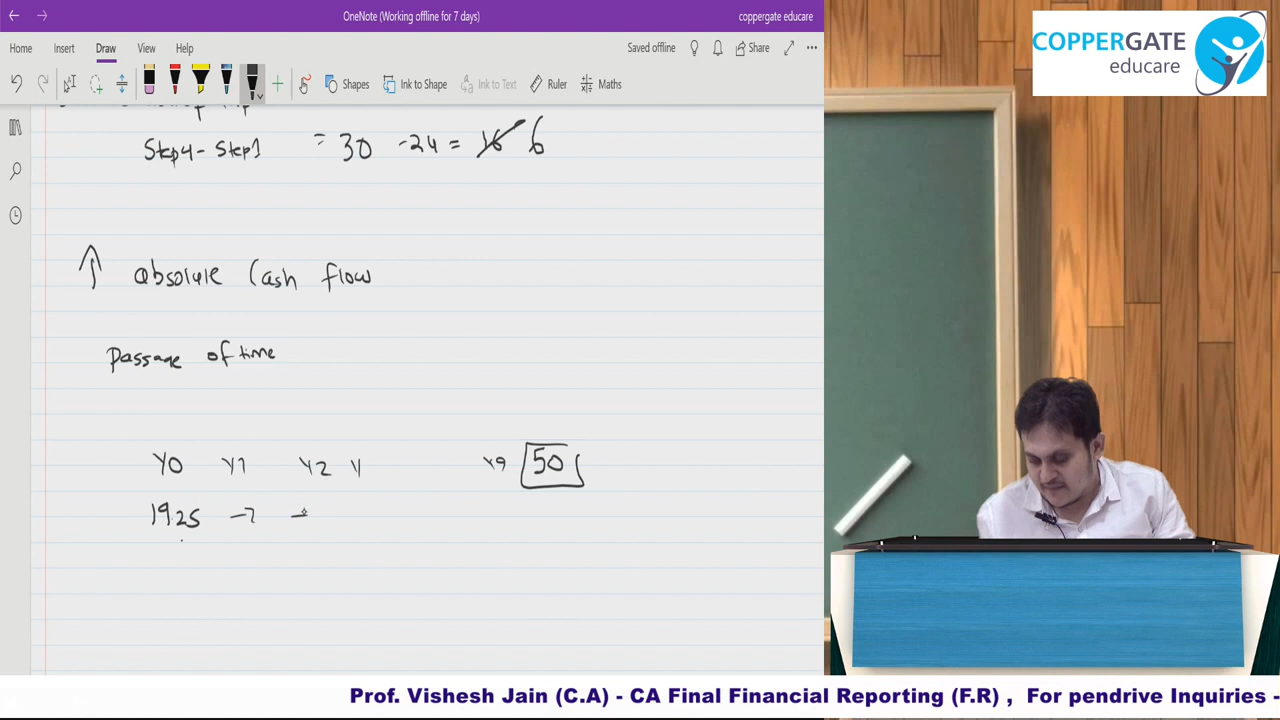 OneNote (Working offline for 7 days)
coppergate educare
Home Insert Draw View Help
Saved offline
Share
Shapes Ink to Shape Ink to Text Ruler Maths
COPPERGATE
educare
Step4 - Step1 = 30 - 24 = 16 6
↑ absolute Cash flow
Passage of time
Y0 Y1 Y2 Y9 50
1925
Prof. Vishesh Jain (C.A) - CA Final Financial Reporting (F.R) , For pendrive Inquiries -